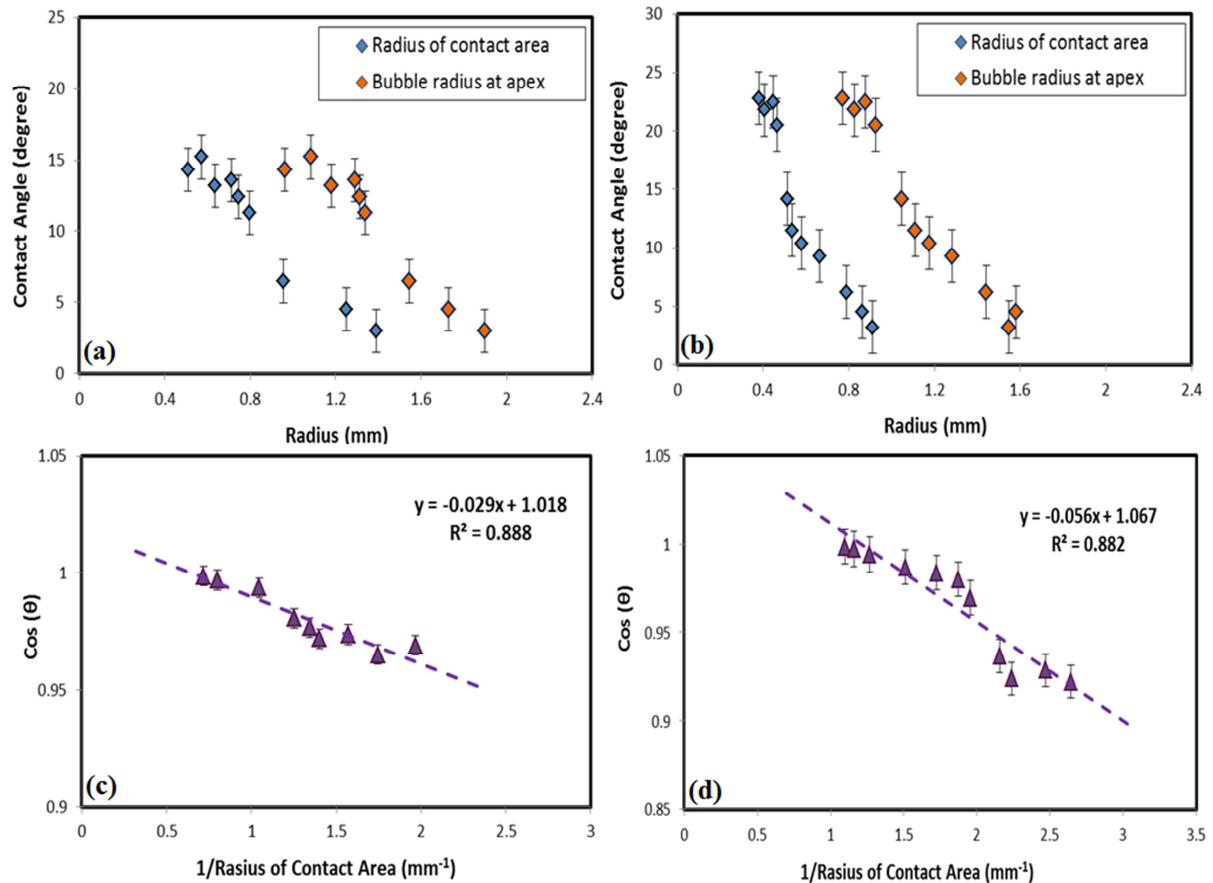 25
20
15
10
5
0
Contact Angle (degree)
Radius of contact area
Bubble radius at apex
(a)
0
0.4
0.8
1.2
1.6
2
2.4
Radius (mm)
30
25
20
15
10
5
0
Contact Angle (degree)
Radius of contact area
Bubble radius at apex
(b)
0
0.4
0.8
1.2
1.6
2
2.4
Radius (mm)
1.05
1
0.95
0.9
Cos (Θ)
y = -0.029x + 1.018
R² = 0.888
(c)
0
0.5
1
1.5
2
2.5
3
1/Rasius of Contact Area (mm⁻¹)
1.05
1
0.95
0.9
0.85
Cos (Θ)
y = -0.056x + 1.067
R² = 0.882
(d)
0
0.5
1
1.5
2
2.5
3
3.5
1/Rasius of Contact Area (mm⁻¹)